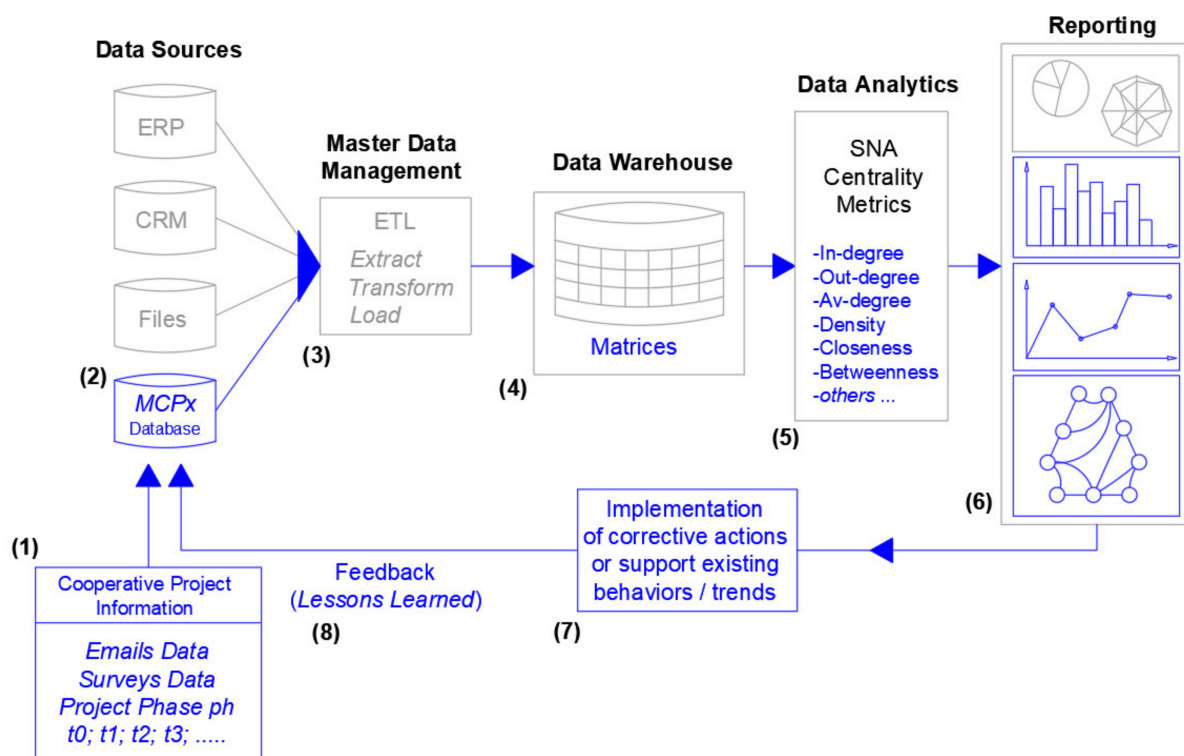 Data Sources
ERP
CRM
Files
(2)
MCPx
Database
(1)
Cooperative Project
Information
Emails Data
Surveys Data
Project Phase ph
t0; t1; t2; t3; .....
Master Data
Management
ETL
Extract
Transform
Load
(3)
Data Warehouse
Matrices
(4)
Data Analytics
SNA
Centrality
Metrics
-In-degree
-Out-degree
-Av-degree
-Density
-Closeness
-Betweenness
-others ...
(5)
Reporting
(6)
Implementation
of corrective actions
or support existing
behaviors / trends
(7)
Feedback
(Lessons Learned)
(8)